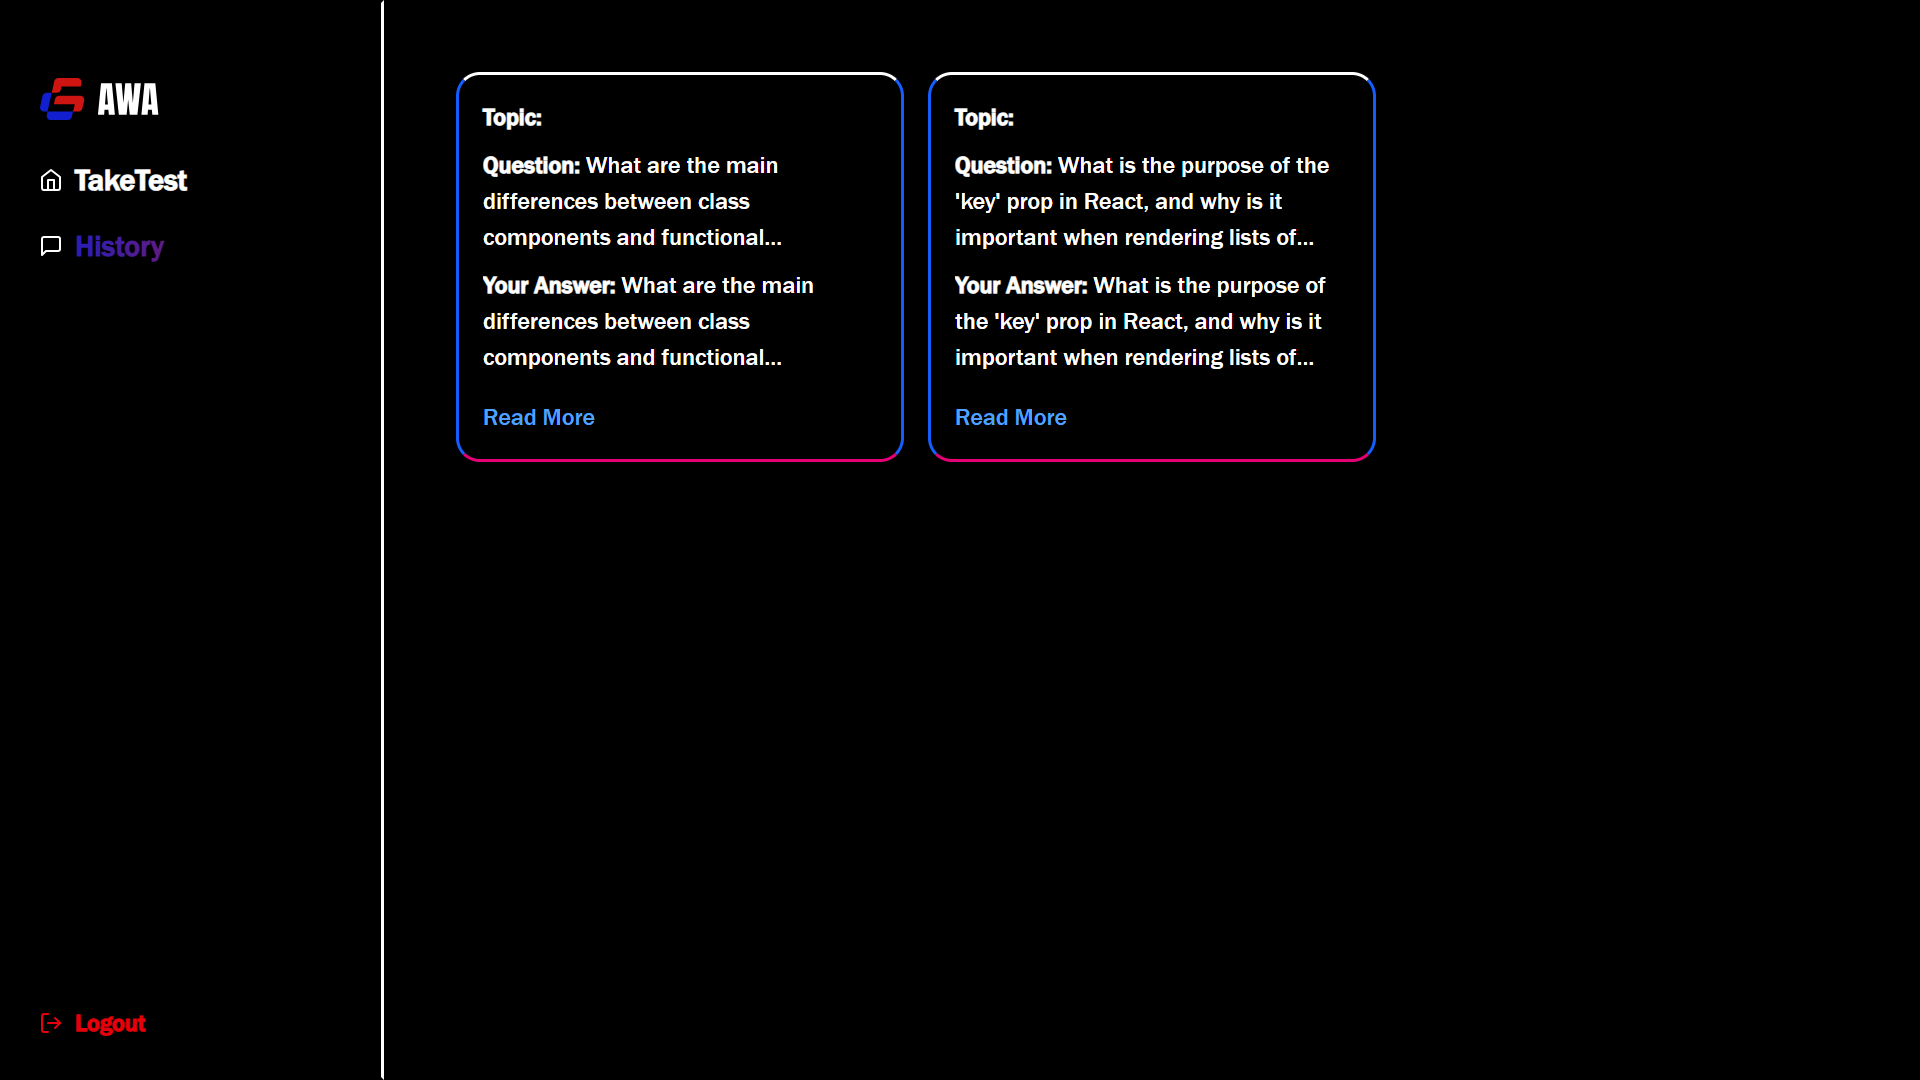 AWA
TakeTest
History
Logout
Topic:
Question: What are the main
differences between class
components and functional...
Your Answer: What are the main
differences between class
components and functional...
Read More
Topic:
Question: What is the purpose of the
'key' prop in React, and why is it
important when rendering lists of...
Your Answer: What is the purpose of
the 'key' prop in React, and why is it
important when rendering lists of...
Read More